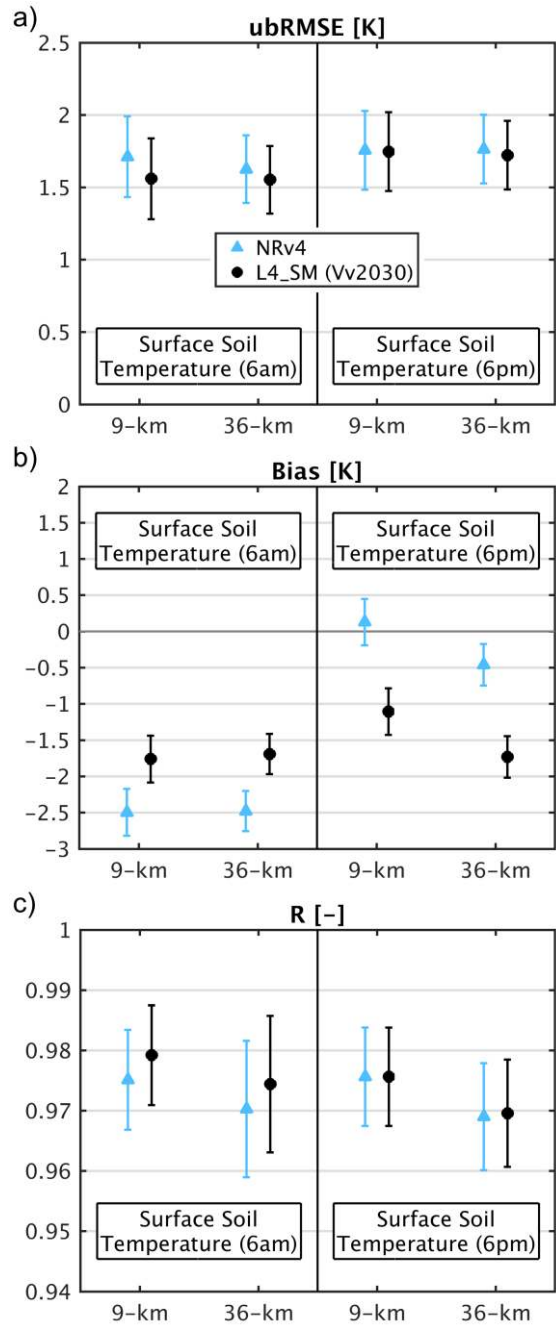 a)
ubRMSE [K]
2.5
2
1.5
1
0.5
0
NRv4
L4_SM (Vv2030)
Surface Soil
Temperature (6am)
Surface Soil
Temperature (6pm)
9-km 36-km 9-km 36-km
b)
Bias [K]
2
1.5
1
0.5
0
-0.5
-1
-1.5
-2
-2.5
-3
Surface Soil
Temperature (6am)
Surface Soil
Temperature (6pm)
9-km 36-km 9-km 36-km
c)
R [-]
1
0.99
0.98
0.97
0.96
0.95
0.94
Surface Soil
Temperature (6am)
Surface Soil
Temperature (6pm)
9-km 36-km 9-km 36-km